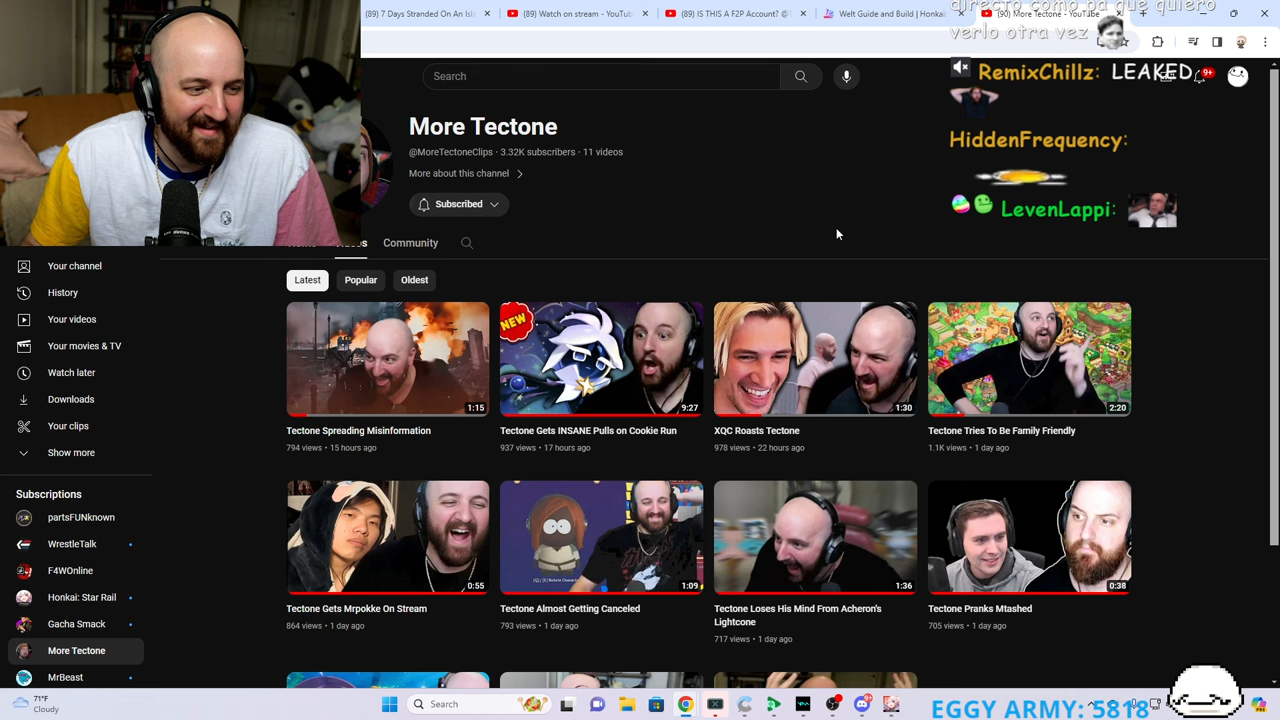 (89) 7 Days Stranded On An Isl
(89) Watch on stream - YouTub
(89) IS THIS A F2P Account? @T
Welt Guide and Build | Honkai
(90) More Tectone - YouTube
directo como pa que quiero
verlo otra vez
RemixChillz: LEAKED
HiddenFrequency:
LevenLappi:
Search
9+
More Tectone
@MoreTectoneClips · 3.32K subscribers · 11 videos
More about this channel
Subscribed
Community
Latest
Popular
Oldest
Your channel
History
Your videos
Your movies & TV
Watch later
Downloads
Your clips
Show more
Subscriptions
partsFUNknown
WrestleTalk
F4WOnline
Honkai: Star Rail
Gacha Smack
More Tectone
MrBeast
1:15
Tectone Spreading Misinformation
794 views · 15 hours ago
NEW
9:27
Tectone Gets INSANE Pulls on Cookie Run
937 views · 17 hours ago
1:30
XQC Roasts Tectone
978 views · 22 hours ago
2:20
Tectone Tries To Be Family Friendly
1.1K views · 1 day ago
0:55
Tectone Gets Mrpokke On Stream
864 views · 1 day ago
1:09
Tectone Almost Getting Canceled
793 views · 1 day ago
1:36
Tectone Loses His Mind From Acheron's
Lightcone
717 views · 1 day ago
0:38
Tectone Pranks Mtashed
705 views · 1 day ago
71°F
Cloudy
Search
EGGY ARMY: 5818